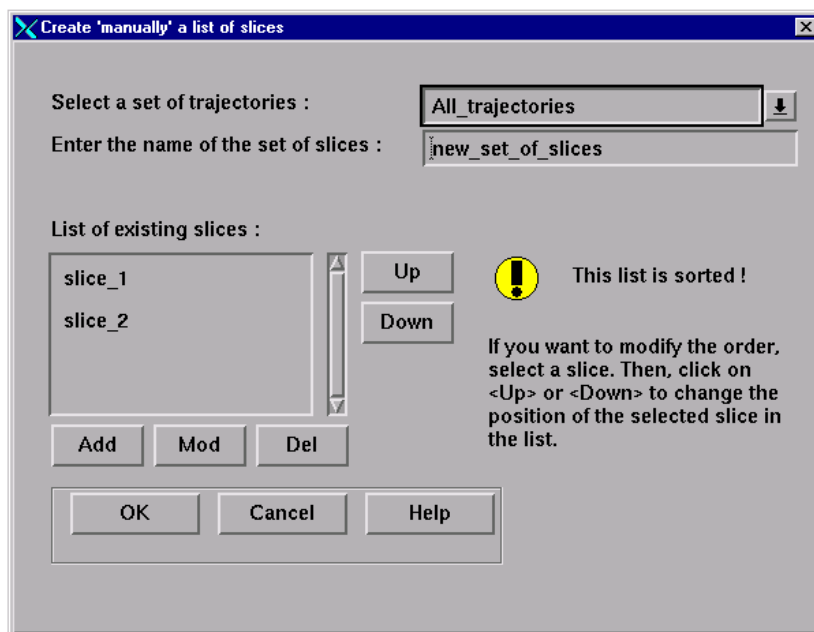 Create 'manually' a list of slices
Select a set of trajectories :
All_trajectories
Enter the name of the set of slices :
new_set_of_slices
List of existing slices :
slice_1
slice_2
Up
Down
This list is sorted !
If you want to modify the order,
select a slice. Then, click on
<Up> or <Down> to change the
position of the selected slice in
the list.
Add
Mod
Del
OK
Cancel
Help